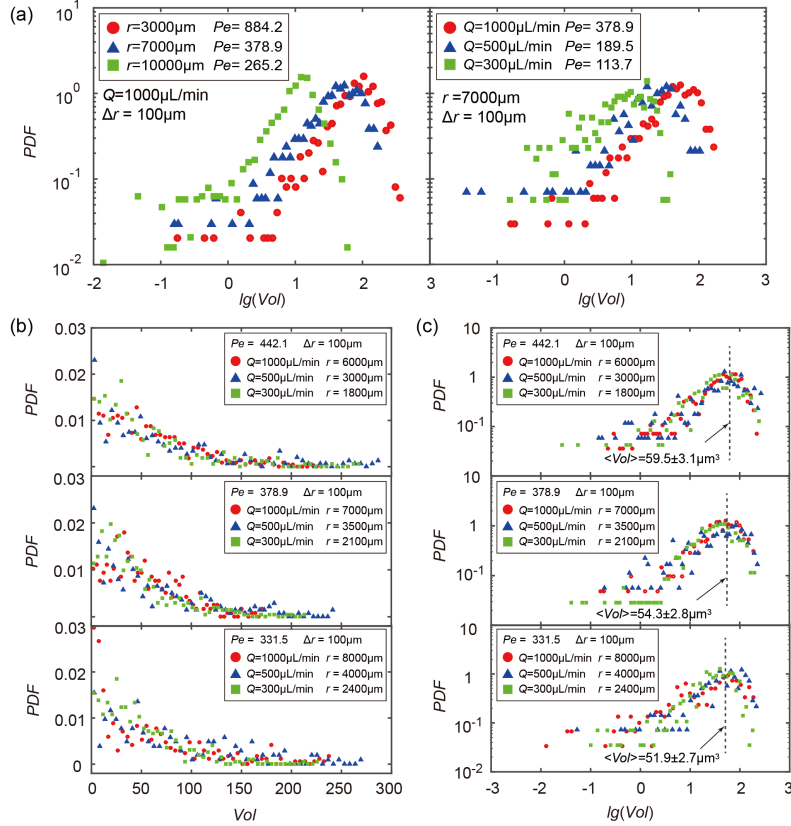 (a)
10¹
10⁰
10⁻¹
10⁻²
PDF
r=3000μm Pe=884.2
r=7000μm Pe=378.9
r=10000μm Pe=265.2
Q=1000μL/min
Δr = 100μm
-2 -1 0 1 2 3
lg(Vol)
Q=1000μL/min Pe=378.9
Q=500μL/min Pe=189.5
Q=300μL/min Pe=113.7
r =7000μm
Δr = 100μm
-1 0 1 2 3
lg(Vol)
(b)
0.03
0.02
0.01
PDF
Pe = 442.1 Δr = 100μm
Q=1000μL/min r = 6000μm
Q=500μL/min r = 3000μm
Q=300μL/min r = 1800μm
0.03
0.02
0.01
PDF
Pe = 378.9 Δr = 100μm
Q=1000μL/min r = 7000μm
Q=500μL/min r = 3500μm
Q=300μL/min r = 2100μm
0.03
0.02
0.01
0
PDF
Pe = 331.5 Δr = 100μm
Q=1000μL/min r = 8000μm
Q=500μL/min r = 4000μm
Q=300μL/min r = 2400μm
0 50 100 150 200 250 300
Vol
(c)
10
1
10⁻¹
PDF
Pe = 442.1 Δr = 100μm
Q=1000μL/min r = 6000μm
Q=500μL/min r = 3000μm
Q=300μL/min r = 1800μm
<Vol>=59.5±3.1μm³
10
1
10⁻¹
PDF
Pe = 378.9 Δr = 100μm
Q=1000μL/min r = 7000μm
Q=500μL/min r = 3500μm
Q=300μL/min r = 2100μm
<Vol>=54.3±2.8μm³
10
1
10⁻¹
10⁻²
PDF
Pe = 331.5 Δr = 100μm
Q=1000μL/min r = 8000μm
Q=500μL/min r = 4000μm
Q=300μL/min r = 2400μm
<Vol>=51.9±2.7μm³
-3 -2 -1 0 1 2 3
lg(Vol)